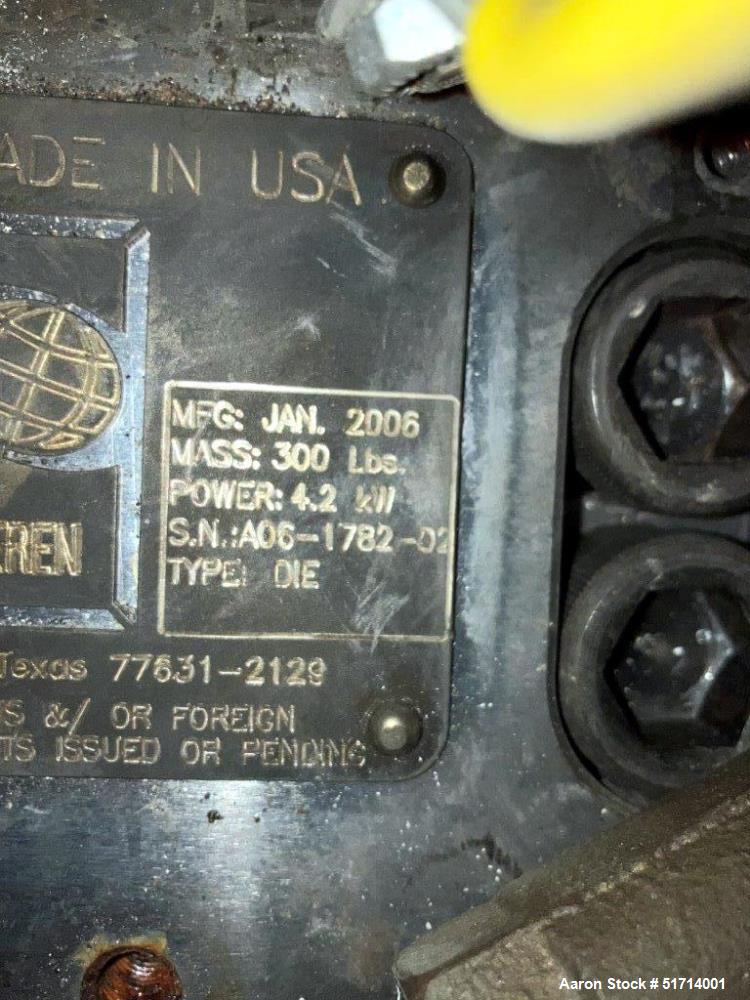 ADE IN USA
MFG: JAN. 2006
MASS: 300 Lbs.
POWER: 4.2 kW
S.N.:A06-1782-02
TYPE: DIE
EREN
Texas 77631-2129
S &/ OR FOREIGN
TS ISSUED OR PENDING
Aaron Stock # 51714001